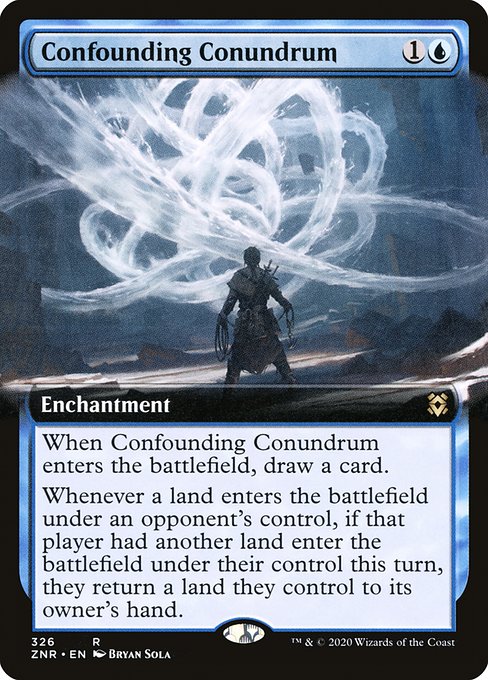 Confounding Conundrum 1
Enchantment
When Confounding Conundrum
enters the battlefield, draw a card.
Whenever a land enters the battlefield
under an opponent's control, if that
player had another land enter the
battlefield under their control this turn,
they return a land they control to its
owner's hand.
326 R
ZNR • EN Bryan Sola
™ & © 2020 Wizards of the Coast